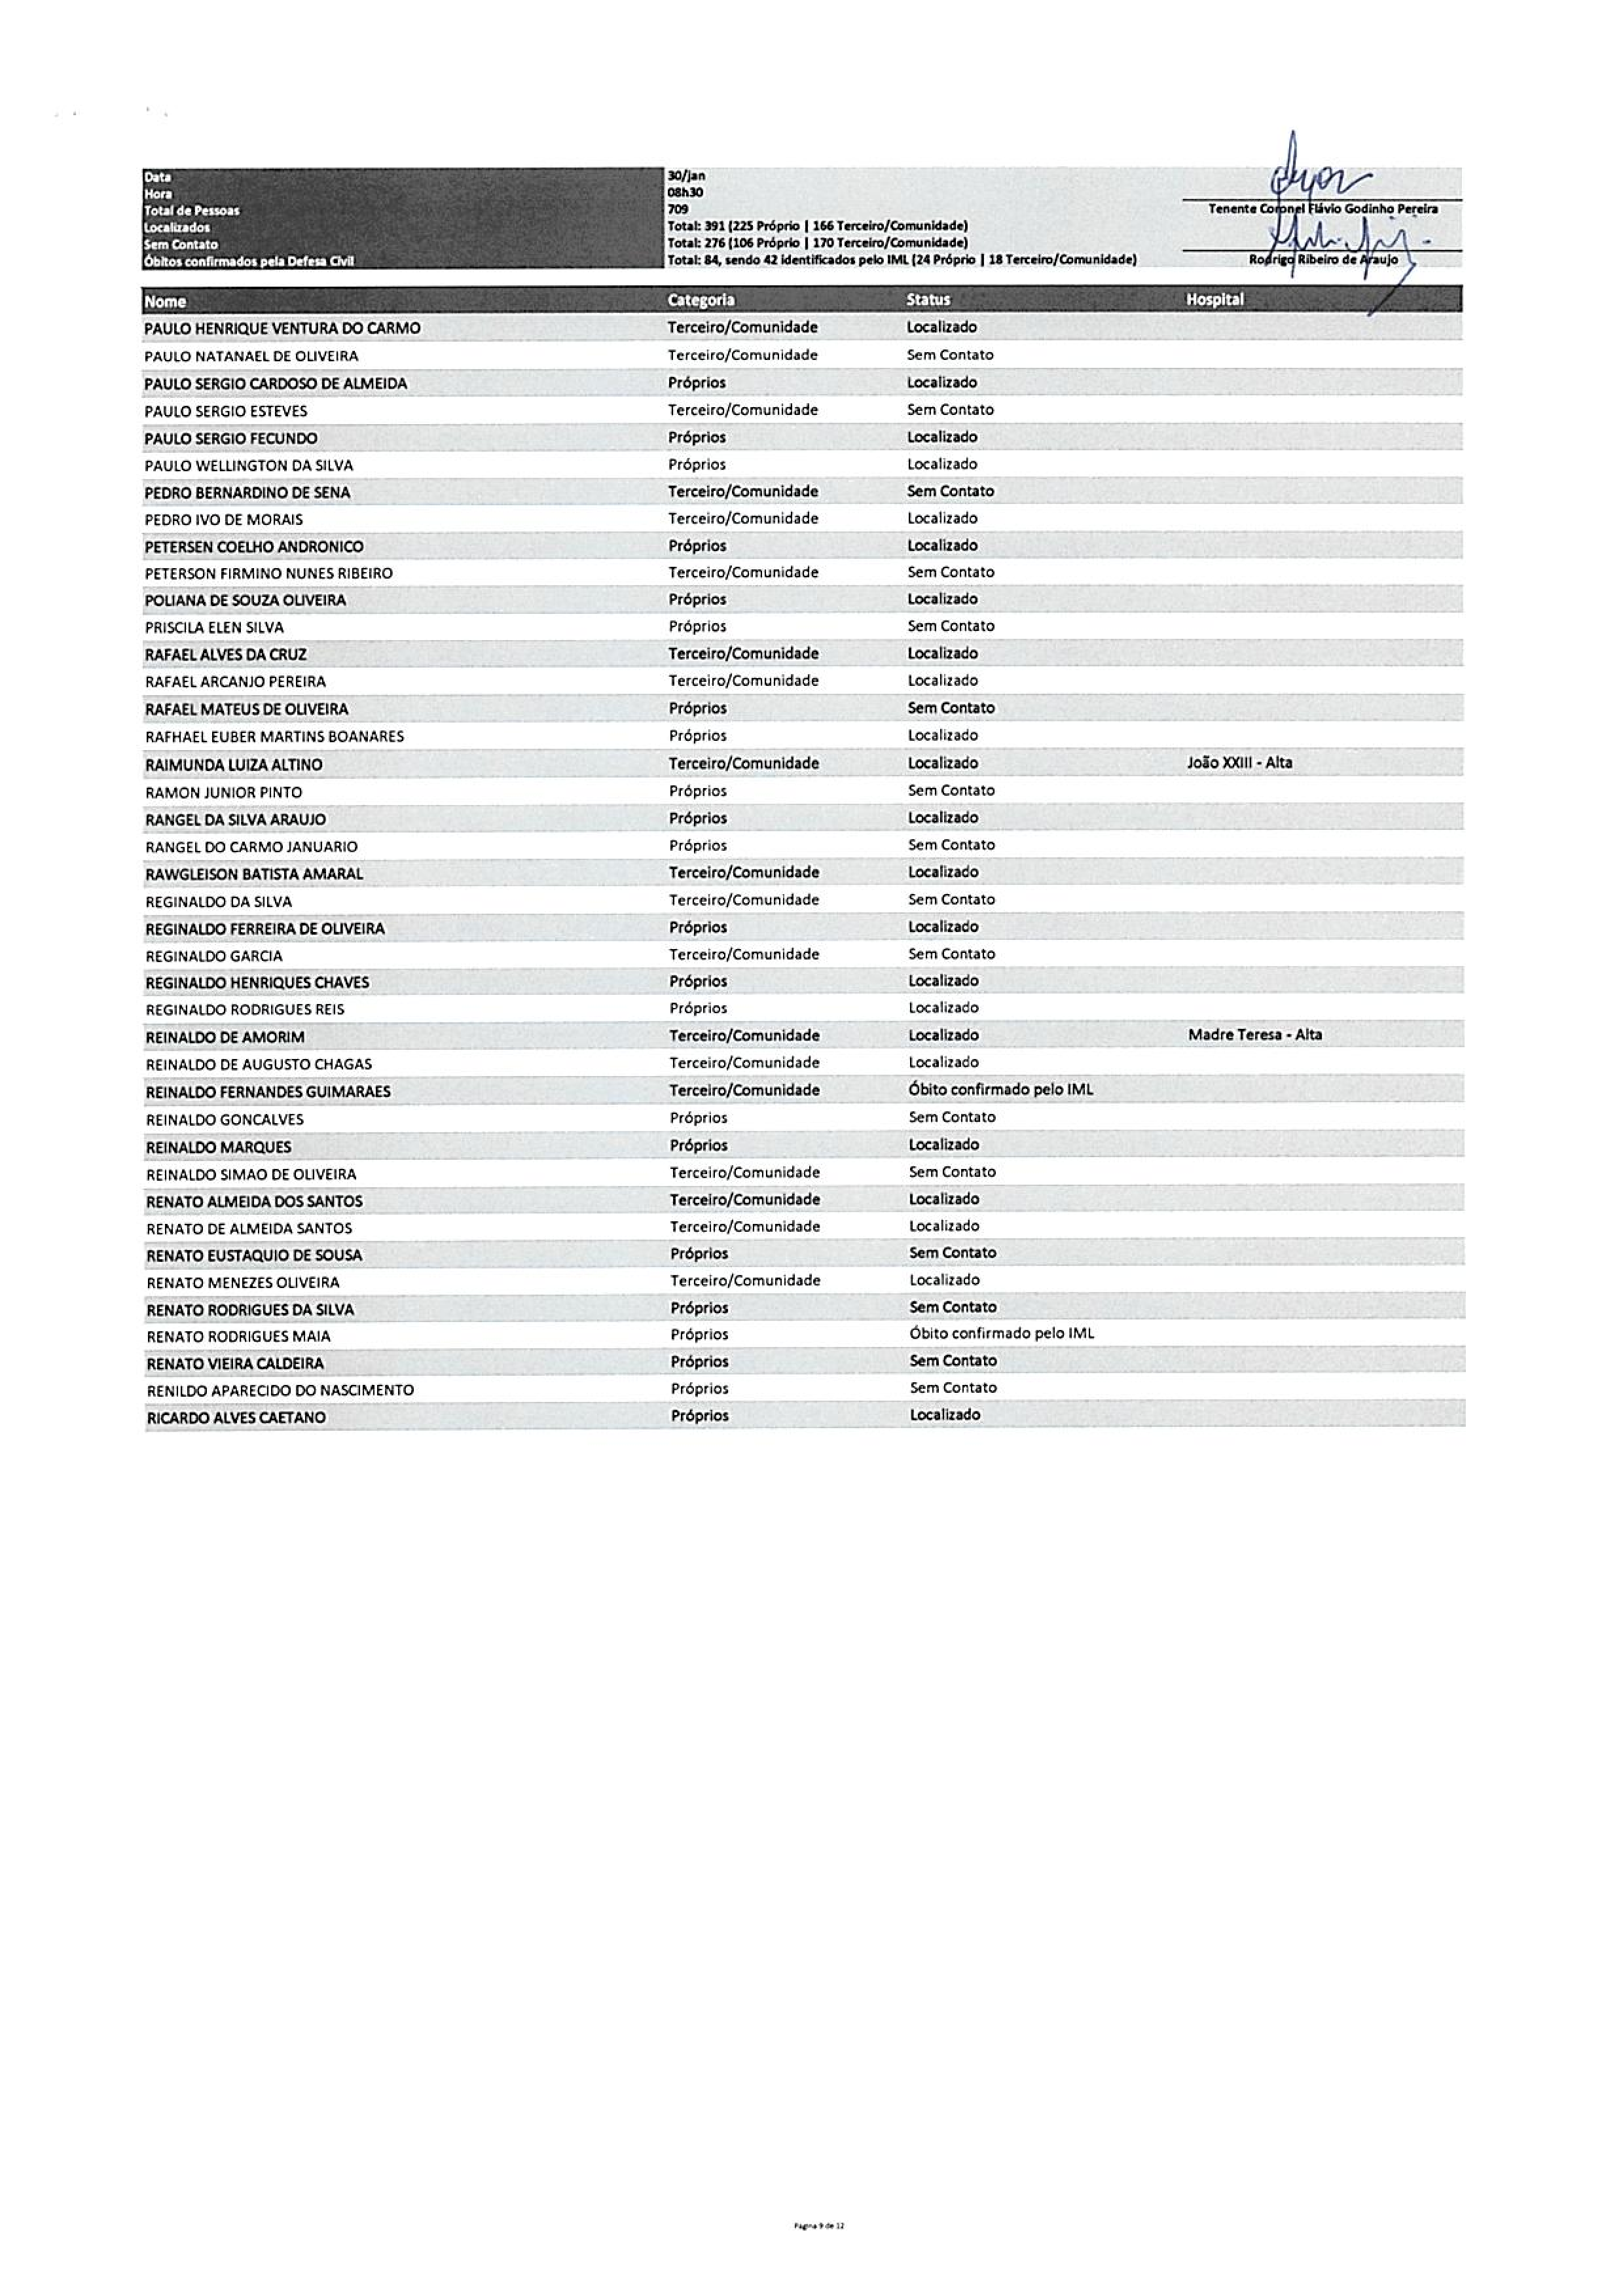 Data 30/jan
Hora 08h30
Total de Pessoas 709
Tenente Coronel Flávio Godinho Pereira
Localizados Total: 391 (225 Próprio | 166 Terceiro/Comunidade)
Sem Contato Total: 276 (106 Próprio | 170 Terceiro/Comunidade)
Óbitos confirmados pela Defesa Civil Total: 84, sendo 42 identificados pelo IML (24 Próprio | 18 Terceiro/Comunidade)
Rodrigo Ribeiro de Araujo
Nome Categoria Status Hospital
PAULO HENRIQUE VENTURA DO CARMO Terceiro/Comunidade Localizado
PAULO NATANAEL DE OLIVEIRA Terceiro/Comunidade Sem Contato
PAULO SERGIO CARDOSO DE ALMEIDA Próprios Localizado
PAULO SERGIO ESTEVES Terceiro/Comunidade Sem Contato
PAULO SERGIO FECUNDO Próprios Localizado
PAULO WELLINGTON DA SILVA Próprios Localizado
PEDRO BERNARDINO DE SENA Terceiro/Comunidade Sem Contato
PEDRO IVO DE MORAIS Terceiro/Comunidade Localizado
PETERSEN COELHO ANDRONICO Próprios Localizado
PETERSON FIRMINO NUNES RIBEIRO Terceiro/Comunidade Sem Contato
POLIANA DE SOUZA OLIVEIRA Próprios Localizado
PRISCILA ELEN SILVA Próprios Sem Contato
RAFAEL ALVES DA CRUZ Terceiro/Comunidade Localizado
RAFAEL ARCANJO PEREIRA Terceiro/Comunidade Localizado
RAFAEL MATEUS DE OLIVEIRA Próprios Sem Contato
RAFHAEL EUBER MARTINS BOANARES Próprios Localizado
RAIMUNDA LUIZA ALTINO Terceiro/Comunidade Localizado João XXIII - Alta
RAMON JUNIOR PINTO Próprios Sem Contato
RANGEL DA SILVA ARAUJO Próprios Localizado
RANGEL DO CARMO JANUARIO Próprios Sem Contato
RAWGLEISON BATISTA AMARAL Terceiro/Comunidade Localizado
REGINALDO DA SILVA Terceiro/Comunidade Sem Contato
REGINALDO FERREIRA DE OLIVEIRA Próprios Localizado
REGINALDO GARCIA Terceiro/Comunidade Sem Contato
REGINALDO HENRIQUES CHAVES Próprios Localizado
REGINALDO RODRIGUES REIS Próprios Localizado
REINALDO DE AMORIM Terceiro/Comunidade Localizado Madre Teresa - Alta
REINALDO DE AUGUSTO CHAGAS Terceiro/Comunidade Localizado
REINALDO FERNANDES GUIMARAES Terceiro/Comunidade Óbito confirmado pelo IML
REINALDO GONCALVES Próprios Sem Contato
REINALDO MARQUES Próprios Localizado
REINALDO SIMAO DE OLIVEIRA Terceiro/Comunidade Sem Contato
RENATO ALMEIDA DOS SANTOS Terceiro/Comunidade Localizado
RENATO DE ALMEIDA SANTOS Terceiro/Comunidade Localizado
RENATO EUSTAQUIO DE SOUSA Próprios Sem Contato
RENATO MENEZES OLIVEIRA Terceiro/Comunidade Localizado
RENATO RODRIGUES DA SILVA Próprios Sem Contato
RENATO RODRIGUES MAIA Próprios Óbito confirmado pelo IML
RENATO VIEIRA CALDEIRA Próprios Sem Contato
RENILDO APARECIDO DO NASCIMENTO Próprios Sem Contato
RICARDO ALVES CAETANO Próprios Localizado
Página 9 de 12